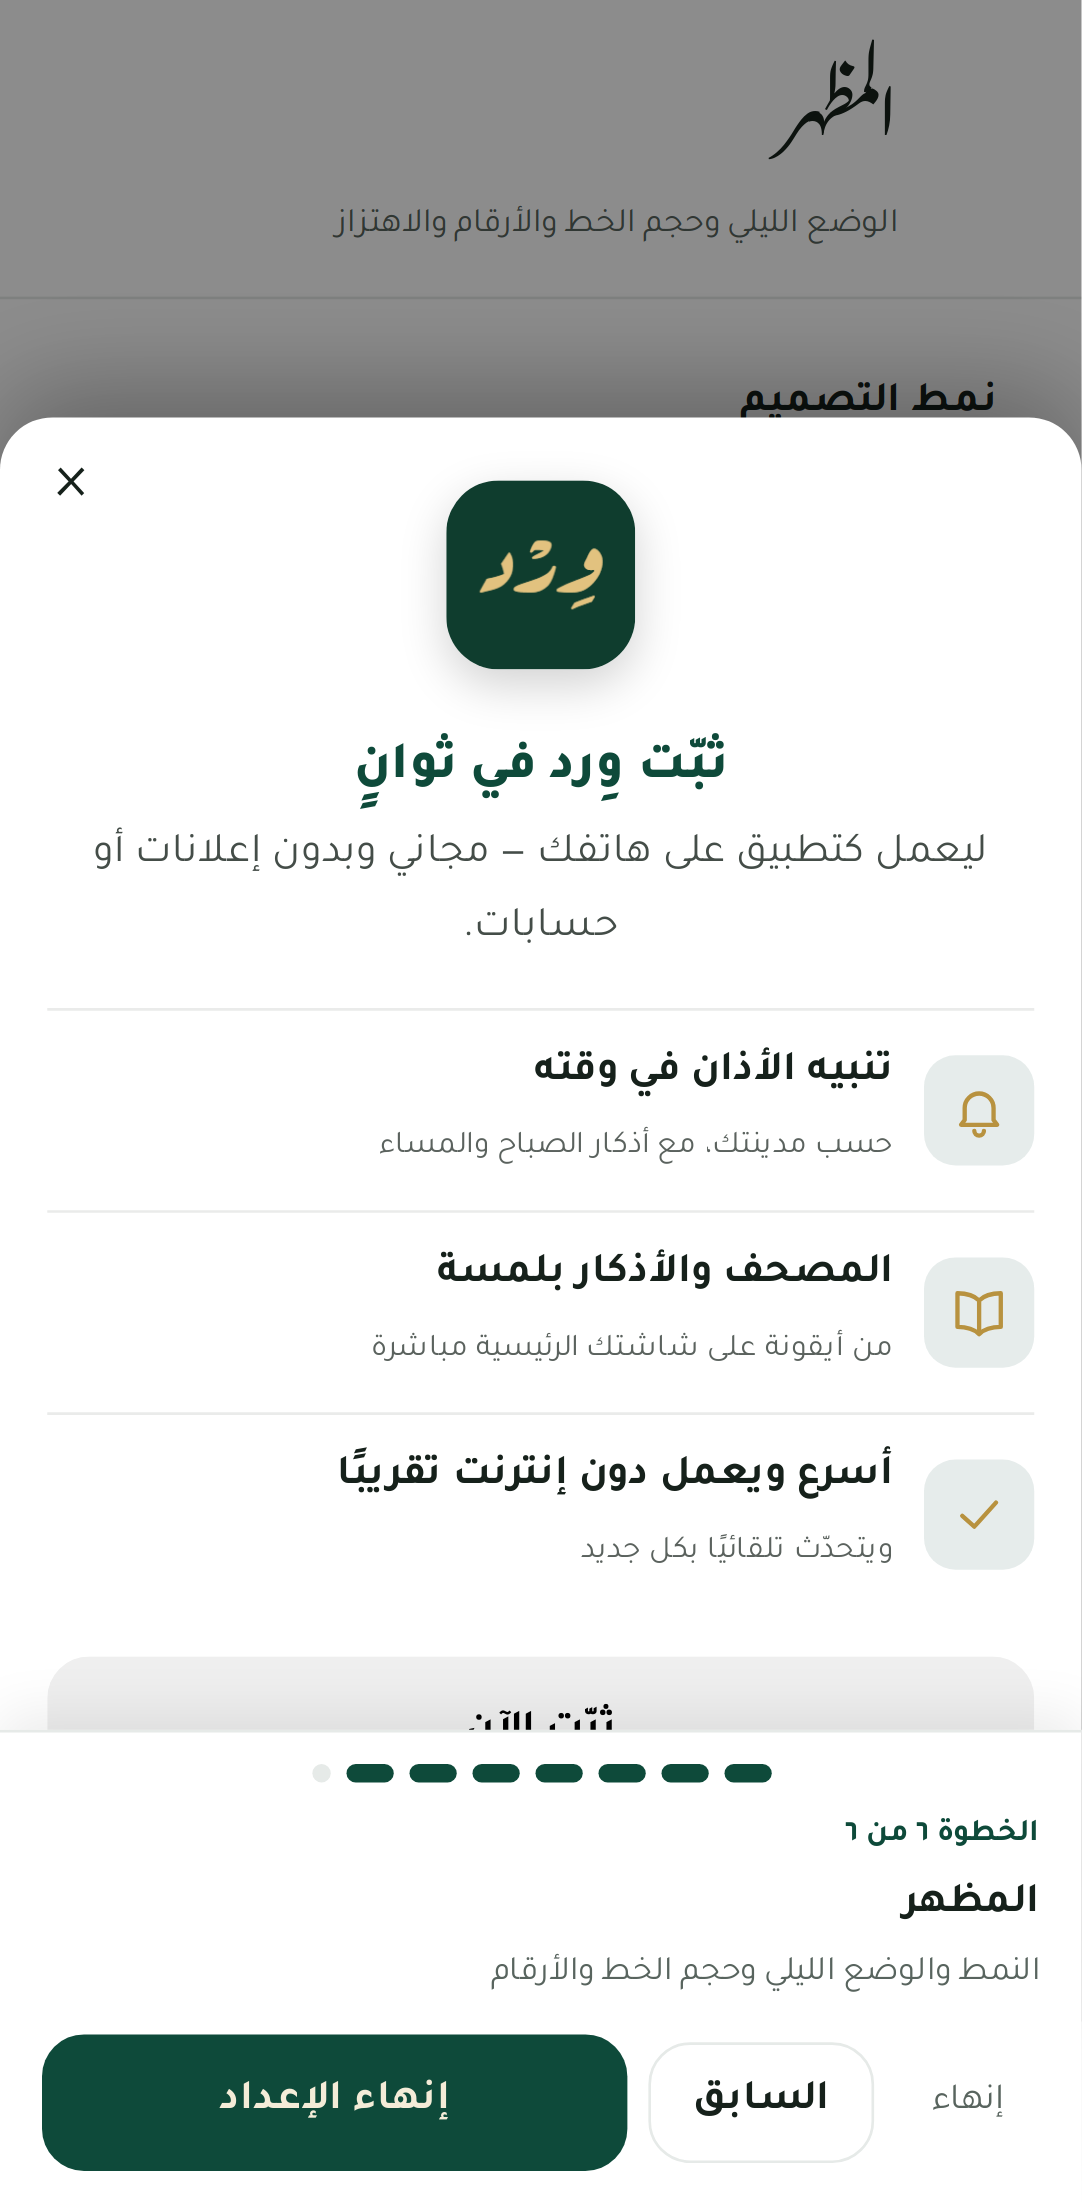 المظهر
الوضع الليلي وحجم الخط والأرقام والاهتزاز
نمط التصميم
وِرْد
ثبّت وِرد في ثوانٍ
ليعمل كتطبيق على هاتفك – مجاني وبدون إعلانات أو
حسابات.
تنبيه الأذان في وقته
حسب مدينتك، مع أذكار الصباح والمساء
المصحف والأذكار بلمسة
من أيقونة على شاشتك الرئيسية مباشرة
أسرع ويعمل دون إنترنت تقريبًا
ويتحدّث تلقائيًا بكل جديد
ثبّت الآن
الخطوة ٦ من ٦
المظهر
النمط والوضع الليلي وحجم الخط والأرقام
إنهاء
السابق
إنهاء الإعداد